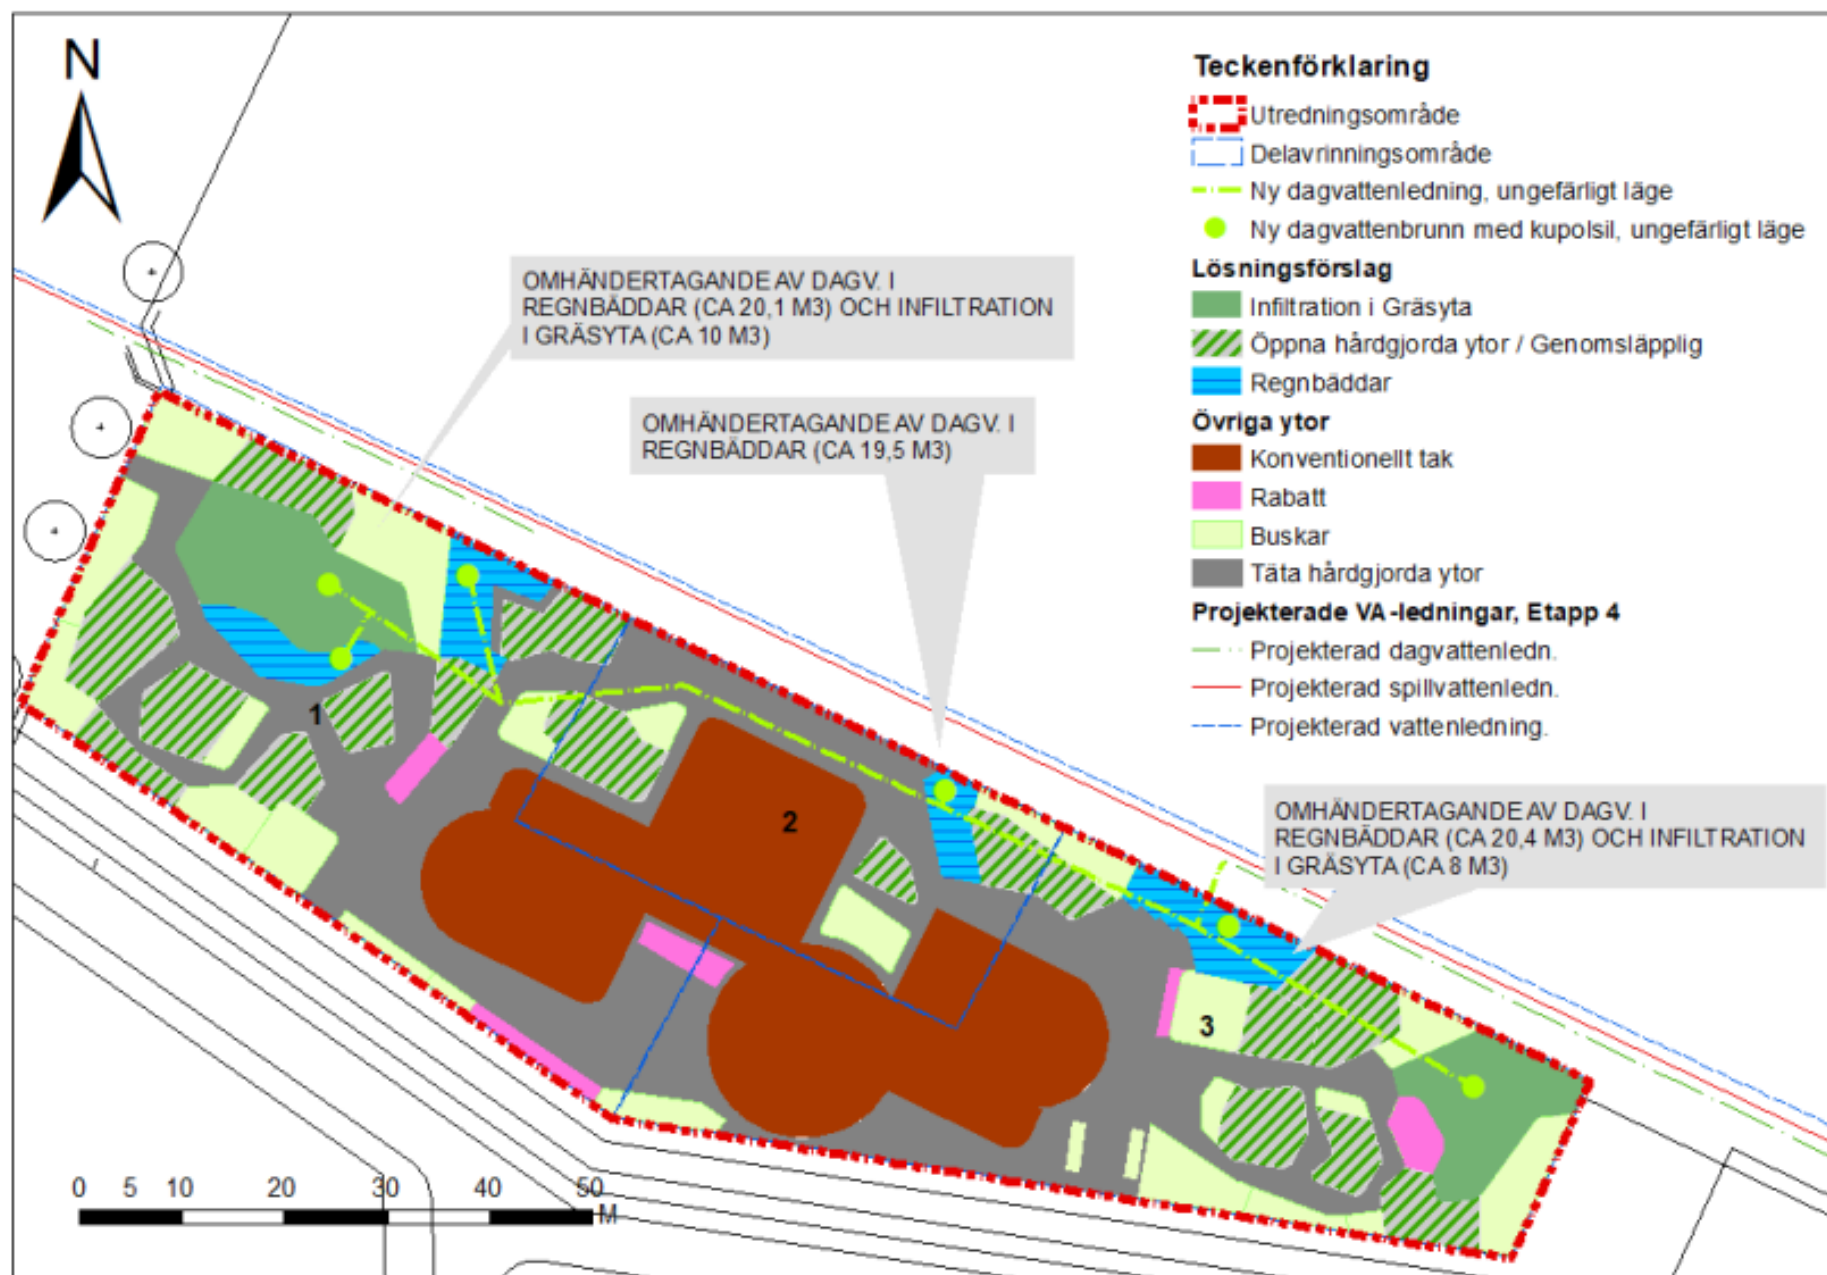 N
Teckenförklaring
Utredningsområde
Delavrinningsområde
Ny dagvattenledning, ungefärligt läge
Ny dagvattenbrunn med kupolsil, ungefärligt läge
Lösningsförslag
Infiltration i Gräsyta
Öppna hårdgjorda ytor / Genomsläpplig
Regnbäddar
Övriga ytor
Konventionellt tak
Rabatt
Buskar
Täta hårdgjorda ytor
Projekterade VA-ledningar, Etapp 4
Projekterad dagvattenledn.
Projekterad spillvattenledn.
Projekterad vattenledning.
OMHÄNDERTAGANDE AV DAGV. I
REGNBÄDDAR (CA 20,1 M3) OCH INFILTRATION
I GRÄSYTA (CA 10 M3)
OMHÄNDERTAGANDE AV DAGV. I
REGNBÄDDAR (CA 19,5 M3)
OMHÄNDERTAGANDE AV DAGV. I
REGNBÄDDAR (CA 20,4 M3) OCH INFILTRATION
I GRÄSYTA (CA 8 M3)
1
2
3
0 5 10 20 30 40 50
M